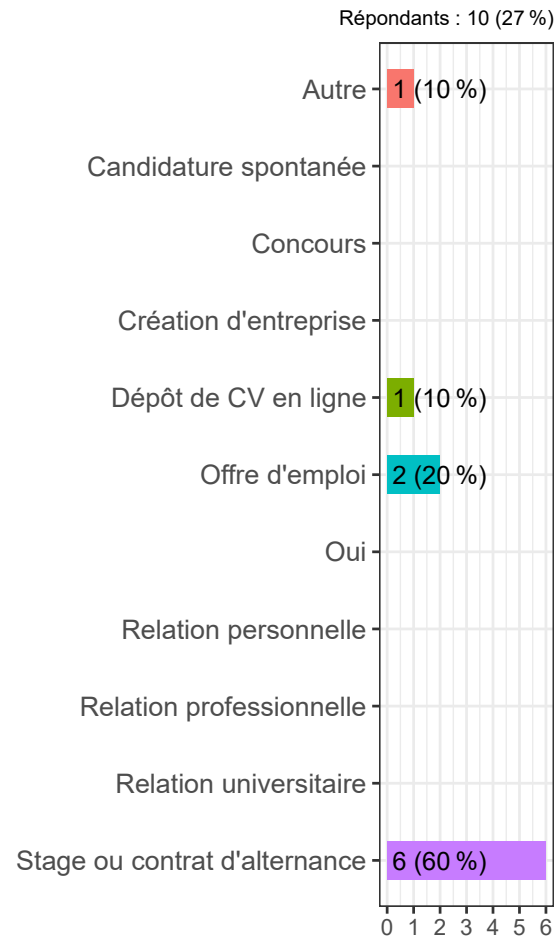 Répondants : 10 (27 %)
Autre 1 (10 %)
Candidature spontanée
Concours
Création d'entreprise
Dépôt de CV en ligne 1 (10 %)
Offre d'emploi 2 (20 %)
Oui
Relation personnelle
Relation professionnelle
Relation universitaire
Stage ou contrat d'alternance 6 (60 %)
0 1 2 3 4 5 6